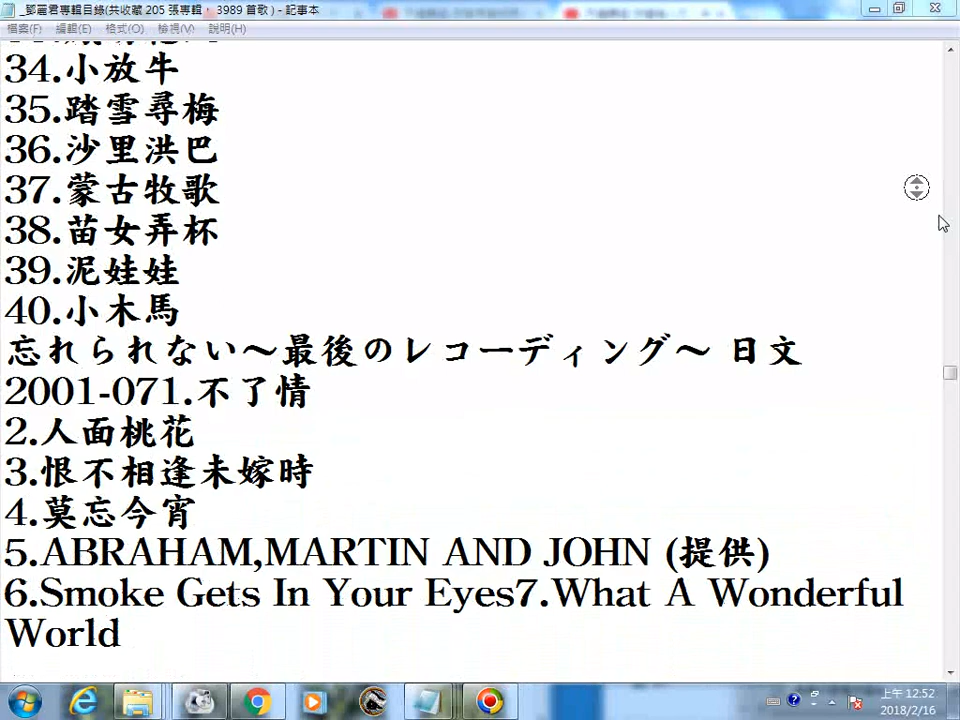 _鄧麗君專輯目錄(共收藏 205 張專輯， 3989 首歌 ) - 記事本
檔案(F) 編輯(E) 格式(O) 檢視(V) 說明(H)
34.小放牛
35.踏雪尋梅
36.沙里洪巴
37.蒙古牧歌
38.苗女弄杯
39.泥娃娃
40.小木馬
忘れられない～最後のレコーディング～ 日文
2001-071.不了情
2.人面桃花
3.恨不相逢未嫁時
4.莫忘今宵
5.ABRAHAM,MARTIN AND JOHN (提供)
6.Smoke Gets In Your Eyes7.What A Wonderful
World
上午 12:52
2018/2/16